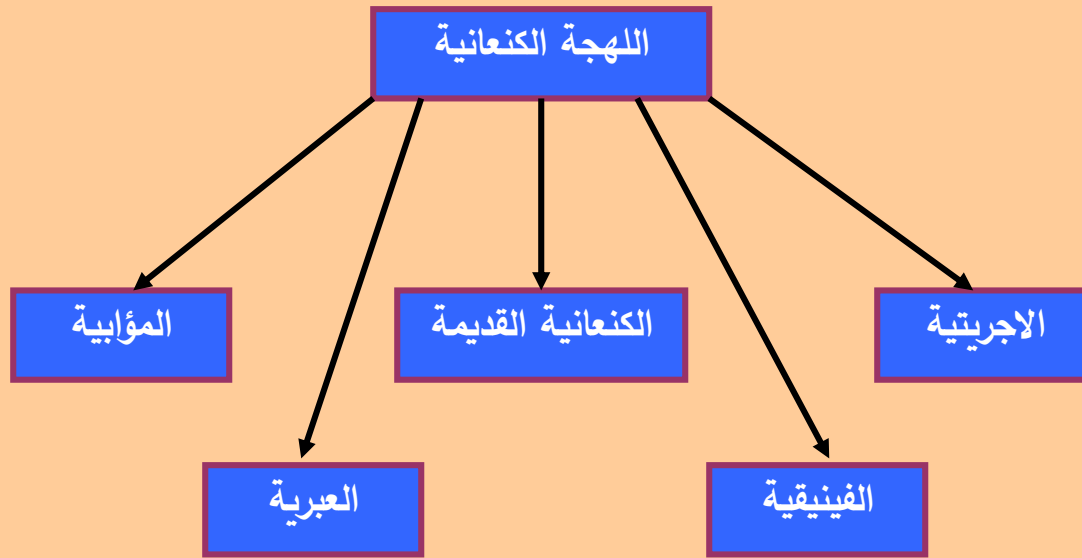 اللهجة الكنعانية
الاجريتية
الكنعانية القديمة
المؤابية
الفينيقية
العبرية